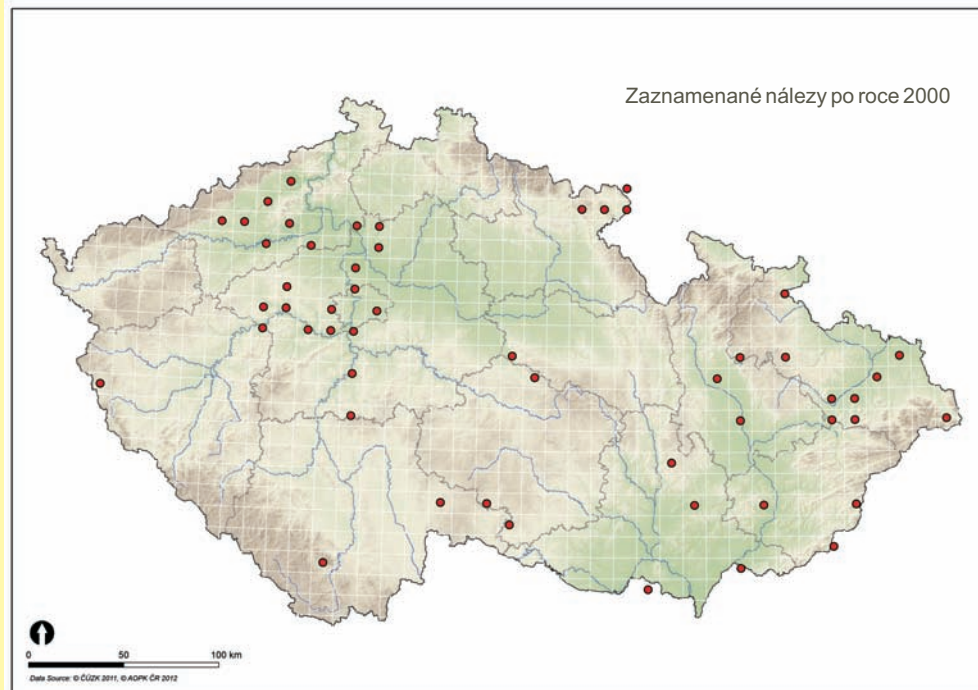 Zaznamenané nálezy po roce 2000
0 50 100 km
Data Source: © ČÚZK 2011, © AOPK ČR 2012